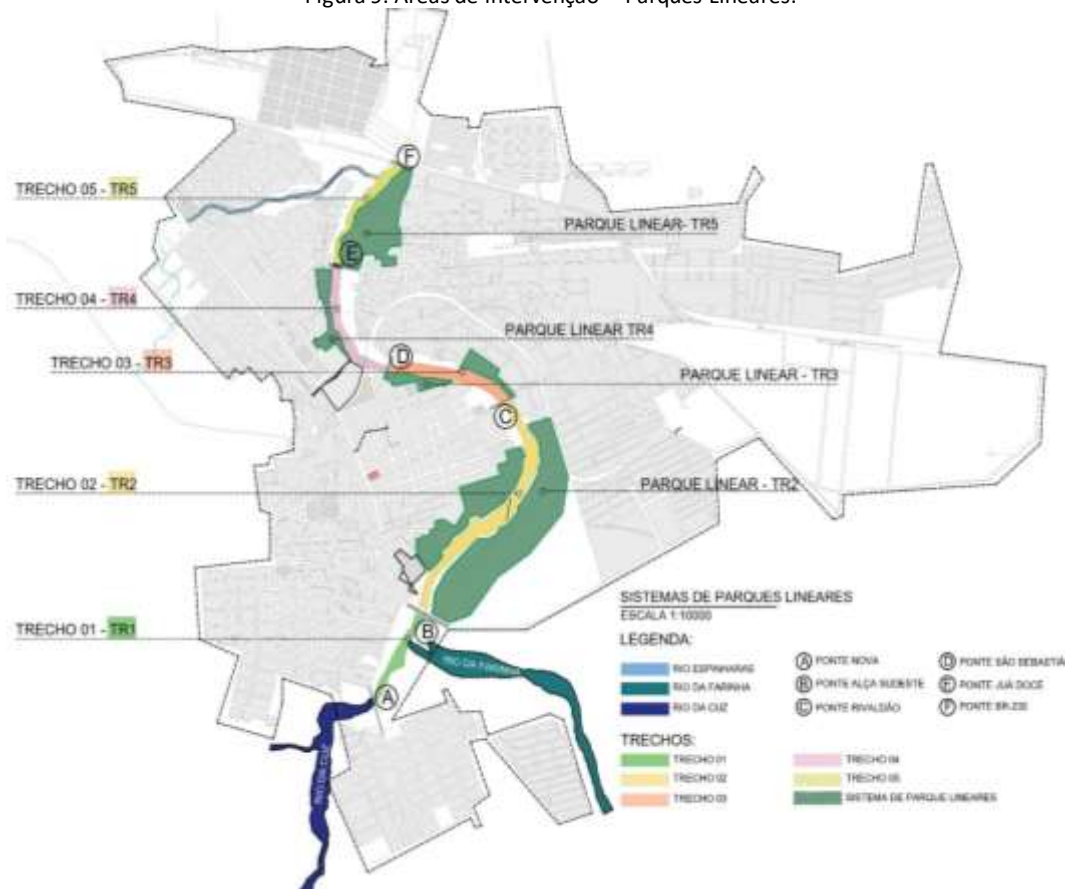 Figura 9: Áreas de Intervenção – Parques Lineares.
F
TRECHO 05 - TR5
PARQUE LINEAR- TR5
E
TRECHO 04 - TR4
PARQUE LINEAR TR4
D
TRECHO 03 - TR3
PARQUE LINEAR - TR3
C
TRECHO 02 - TR2
PARQUE LINEAR - TR2
SISTEMAS DE PARQUES LINEARES
ESCALA 1:10000
TRECHO 01 - TR1
B
LEGENDA:
RIO DA FARINHA
A
RIO DA CUZ
RIO ESPINHARAS
RIO DA FARINHA
RIO DA CUZ
A PONTE NOVA
B PONTE ALÇA SUDESTE
C PONTE RIVALDÃO
D PONTE SÃO SEBASTIÃ
E PONTE JUÁ DOCE
F PONTE BR-230
TRECHOS:
TRECHO 01
TRECHO 02
TRECHO 03
TRECHO 04
TRECHO 05
SISTEMA DE PARQUE LINEARES